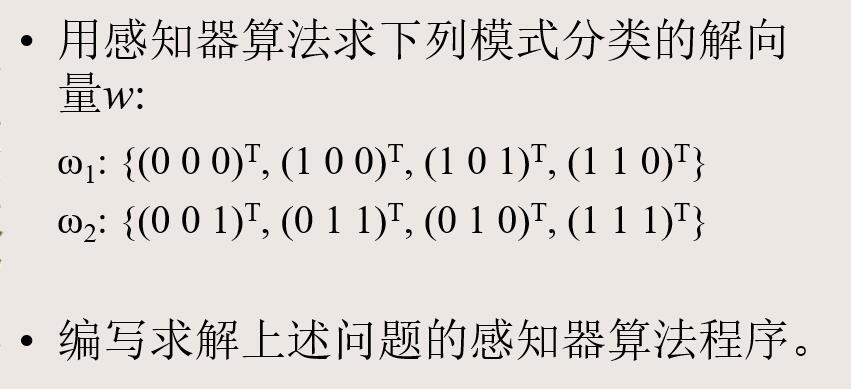 • 用感知器算法求下列模式分类的解向
量w:
ω₁: {(0 0 0)ᵀ, (1 0 0)ᵀ, (1 0 1)ᵀ, (1 1 0)ᵀ}
ω₂: {(0 0 1)ᵀ, (0 1 1)ᵀ, (0 1 0)ᵀ, (1 1 1)ᵀ}
• 编写求解上述问题的感知器算法程序。